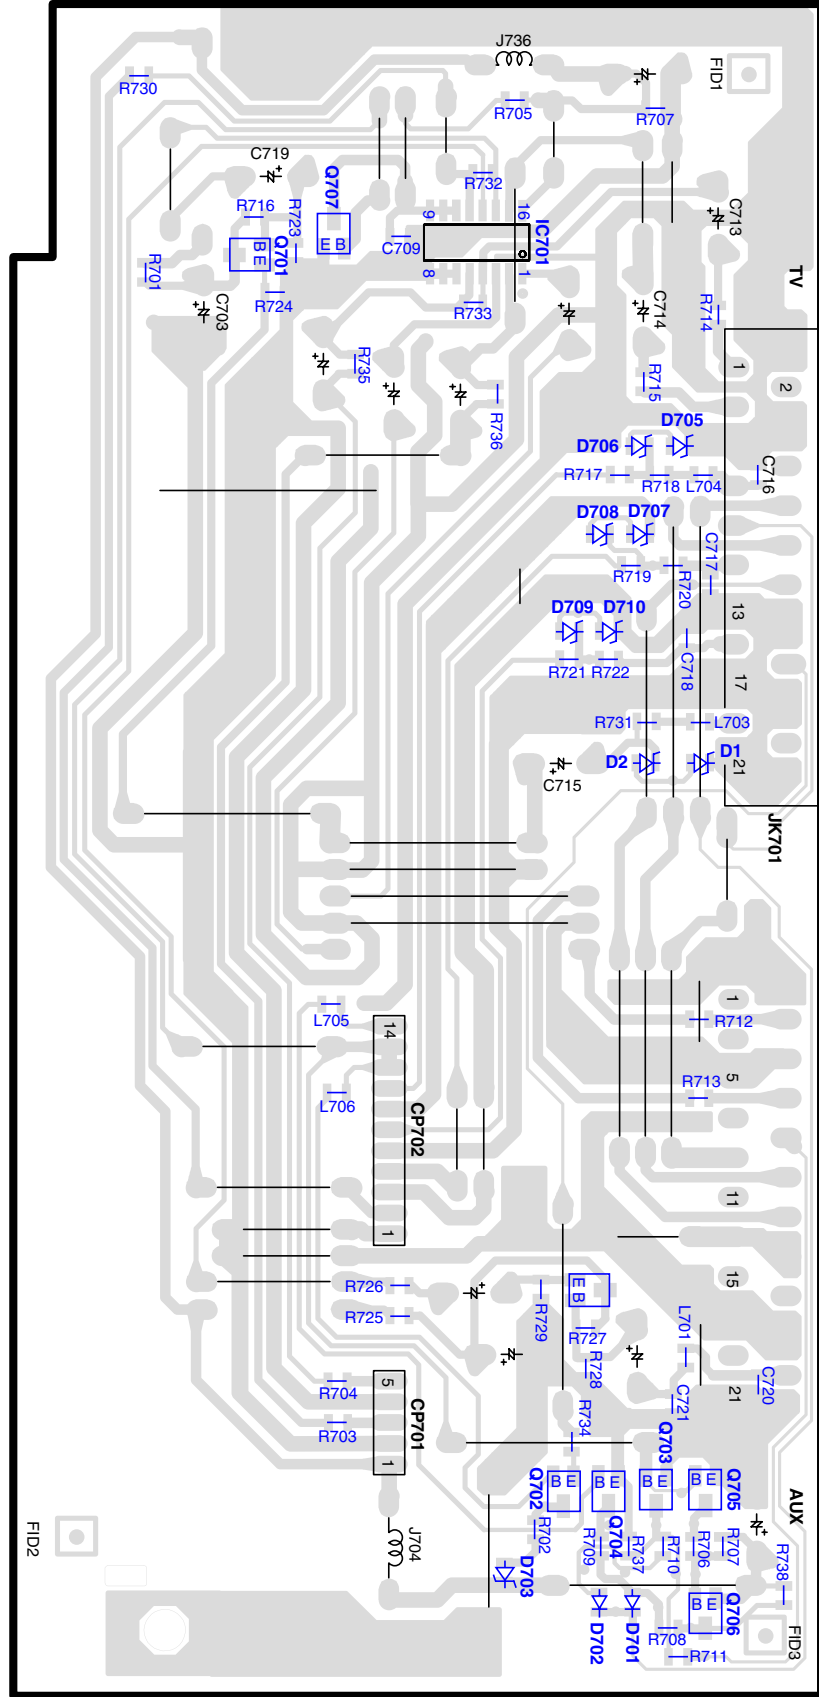 J736
FID1
R730
R705
R707
C719
Q707
R732
R716
R723
9
16
IC701
C713
E B
C709
B E
Q701
8
1
R701
R724
R733
C703
C714
R714
TV
R735
R715
1
2
R736
D706
D705
R717
R718
L704
C716
D708
D707
C717
R719
R720
D709
D710
13
R721
R722
C718
17
R731
L703
D2
D1
21
C715
JK701
L705
14
1
R712
L706
CP702
R713
5
11
1
R726
E B
15
R725
R729
R727
L701
R728
C721
21
C720
R704
5
R703
CP701
R734
Q703
1
Q702
B E
B E
B E
B E
Q705
AUX
FID2
J704
R702
Q704
R709
R737
R710
R706
R707
R738
D703
D702
D701
B E
Q706
R708
R711
FID3